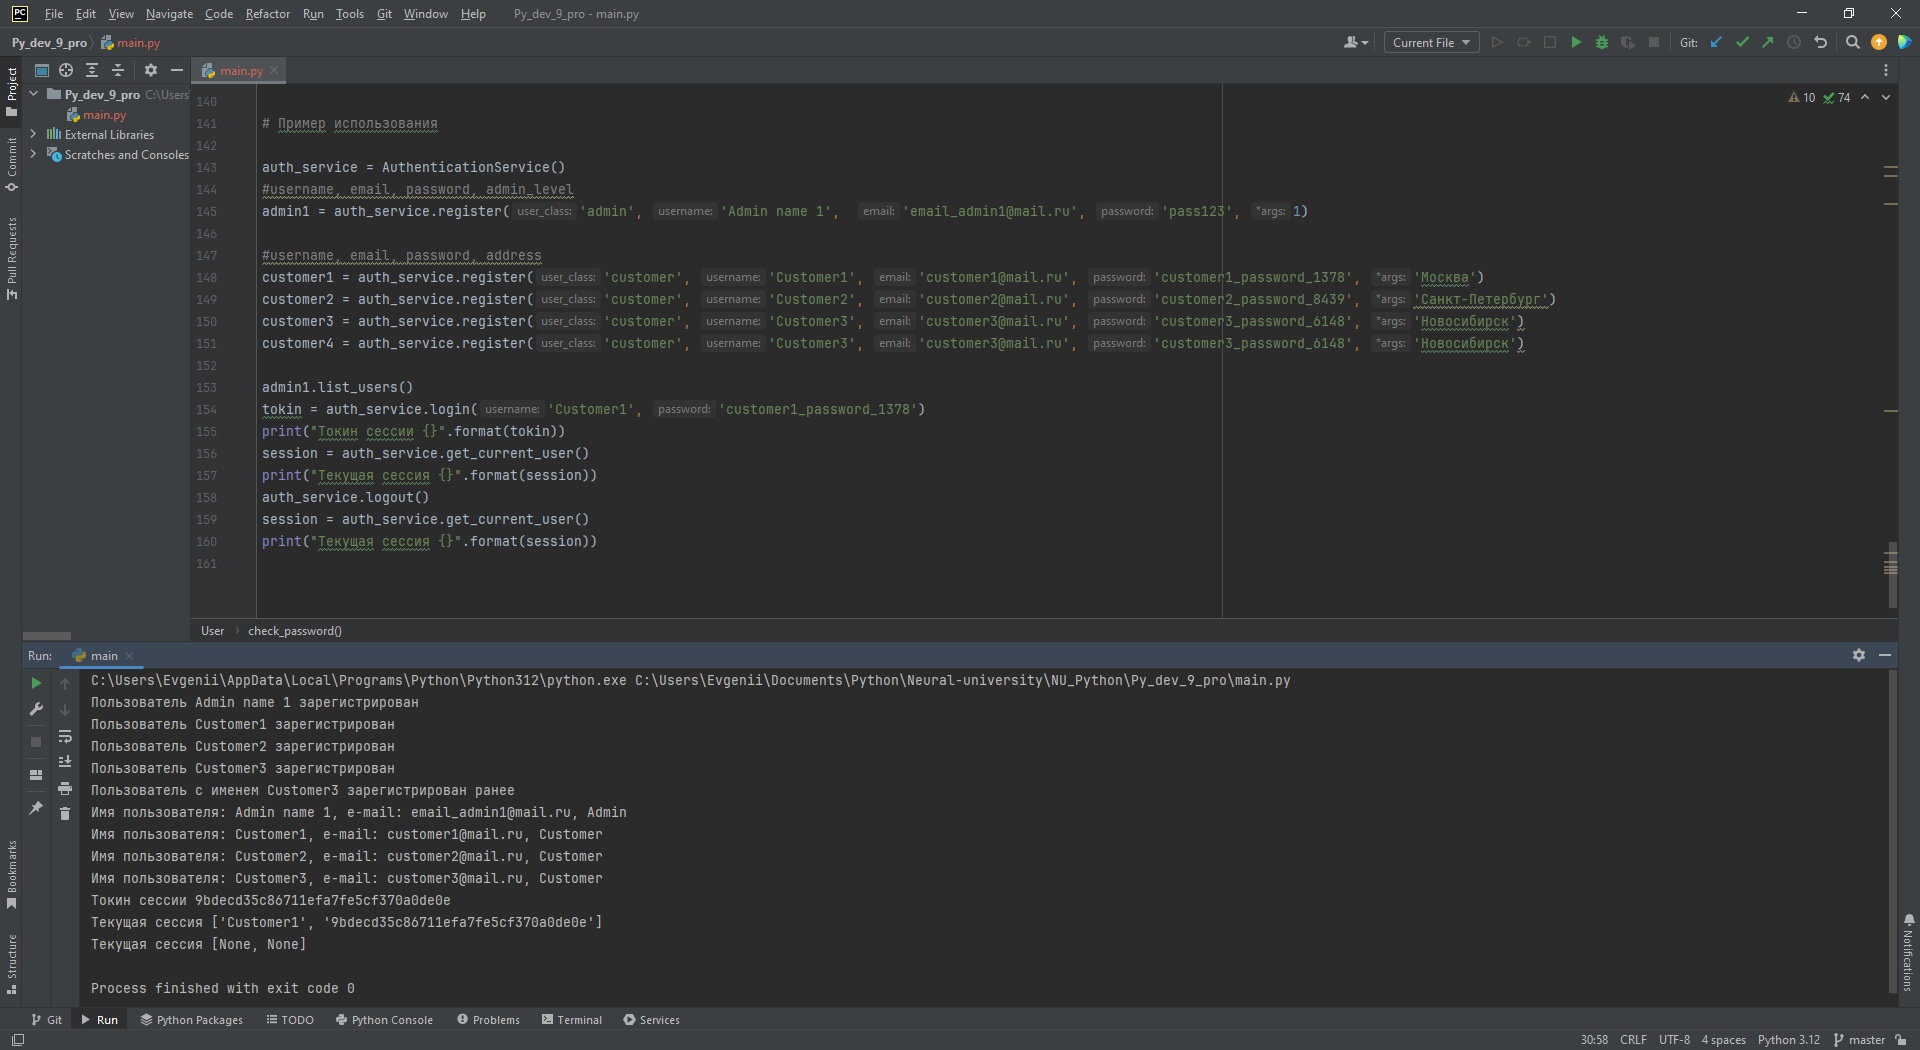 PC File Edit View Navigate Code Refactor Run Tools Git Window Help Py_dev_9_pro - main.py
Py_dev_9_pro main.py Current File Git:
main.py
Project
Commit
Pull Requests
Bookmarks
Structure
Notifications
Py_dev_9_pro C:\Users
main.py
External Libraries
Scratches and Consoles
10 74
140
141 # Пример использования
142
143 auth_service = AuthenticationService()
144 #username, email, password, admin_level
145 admin1 = auth_service.register( user_class: 'admin', username: 'Admin name 1', email: 'email_admin1@mail.ru', password: 'pass123', *args: 1)
146
147 #username, email, password, address
148 customer1 = auth_service.register( user_class: 'customer', username: 'Customer1', email: 'customer1@mail.ru', password: 'customer1_password_1378', *args: 'Москва')
149 customer2 = auth_service.register( user_class: 'customer', username: 'Customer2', email: 'customer2@mail.ru', password: 'customer2_password_8439', *args: 'Санкт-Петербург')
150 customer3 = auth_service.register( user_class: 'customer', username: 'Customer3', email: 'customer3@mail.ru', password: 'customer3_password_6148', *args: 'Новосибирск')
151 customer4 = auth_service.register( user_class: 'customer', username: 'Customer3', email: 'customer3@mail.ru', password: 'customer3_password_6148', *args: 'Новосибирск')
152
153 admin1.list_users()
154 tokin = auth_service.login( username: 'Customer1', password: 'customer1_password_1378')
155 print("Токин сессии {}".format(tokin))
156 session = auth_service.get_current_user()
157 print("Текущая сессия {}".format(session))
158 auth_service.logout()
159 session = auth_service.get_current_user()
160 print("Текущая сессия {}".format(session))
161
User check_password()
Run: main
C:\Users\Evgenii\AppData\Local\Programs\Python\Python312\python.exe C:\Users\Evgenii\Documents\Python\Neural-university\NU_Python\Py_dev_9_pro\main.py
Пользователь Admin name 1 зарегистрирован
Пользователь Customer1 зарегистрирован
Пользователь Customer2 зарегистрирован
Пользователь Customer3 зарегистрирован
Пользователь с именем Customer3 зарегистрирован ранее
Имя пользователя: Admin name 1, e-mail: email_admin1@mail.ru, Admin
Имя пользователя: Customer1, e-mail: customer1@mail.ru, Customer
Имя пользователя: Customer2, e-mail: customer2@mail.ru, Customer
Имя пользователя: Customer3, e-mail: customer3@mail.ru, Customer
Токин сессии 9bdecd35c86711efa7fe5cf370a0de0e
Текущая сессия ['Customer1', '9bdecd35c86711efa7fe5cf370a0de0e']
Текущая сессия [None, None]
Process finished with exit code 0
Git Run Python Packages TODO Python Console Problems Terminal Services
30:58 CRLF UTF-8 4 spaces Python 3.12 master